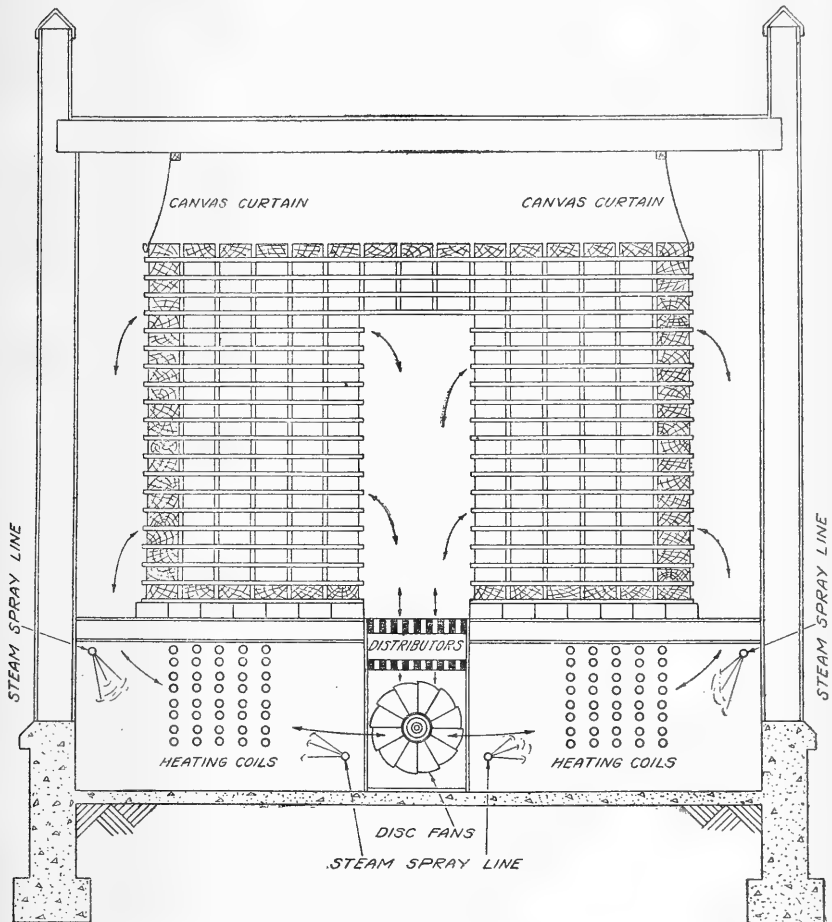 CANVAS CURTAIN
CANVAS CURTAIN
STEAM SPRAY LINE
STEAM SPRAY LINE
DISTRIBUTORS
HEATING COILS
HEATING COILS
DISC FANS
STEAM SPRAY LINE